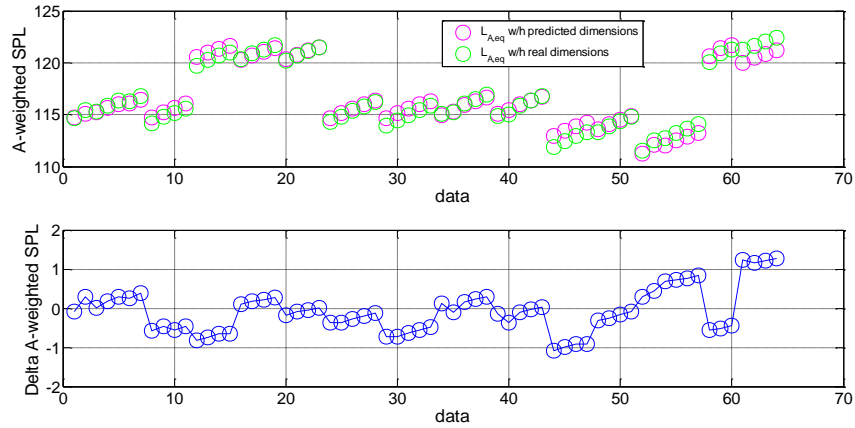 A-weighted SPL
125
120
115
110
L_A,eq w/h predicted dimensions
L_A,eq w/h real dimensions
0 10 20 30 40 50 60 70
data
Delta A-weighted SPL
2
1
0
-1
-2
0 10 20 30 40 50 60 70
data